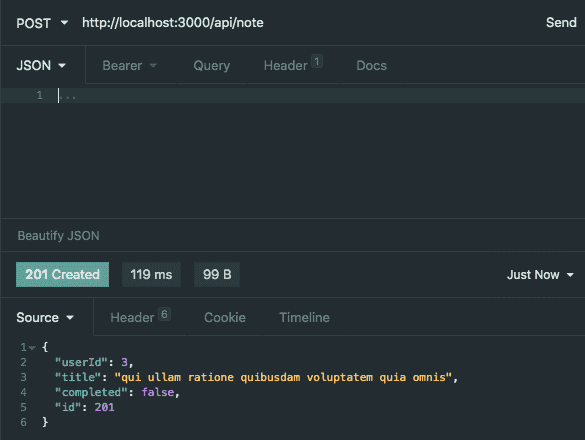 POST http://localhost:3000/api/note Send
JSON Bearer Query Header 1 Docs
1 ...
Beautify JSON
201 Created 119 ms 99 B Just Now
Source Header 6 Cookie Timeline
1 {
2 "userId": 3,
3 "title": "qui ullam ratione quibusdam voluptatem quia omnis",
4 "completed": false,
5 "id": 201
6 }